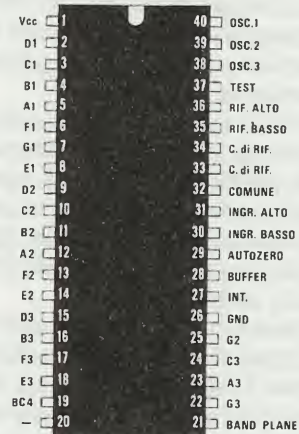 Vcc 1 40 OSC.1
D1 2 39 OSC.2
C1 3 38 OSC.3
B1 4 37 TEST
A1 5 36 RIF. ALTO
F1 6 35 RIF. BASSO
G1 7 34 C. di RIF.
E1 8 33 C. di RIF.
D2 9 32 COMUNE
C2 10 31 INGR. ALTO
B2 11 30 INGR. BASSO
A2 12 29 AUTOZERO
F2 13 28 BUFFER
E2 14 27 INT.
D3 15 26 GND
B3 16 25 G2
F3 17 24 C3
E3 18 23 A3
BC4 19 22 G3
— 20 21 BAND PLANE